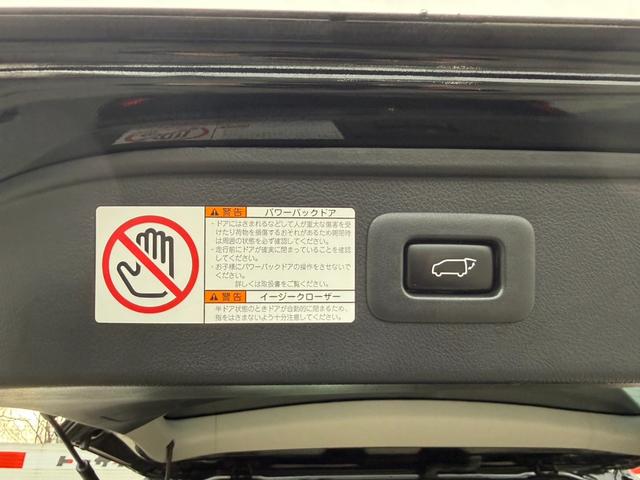 警告 パワーバックドア
・ドアにはさまれるなどして人が重大な傷害を受
けたり荷物を損傷するおそれがあるため開閉時
は周囲の状態を必ず確認してください。
・走行前にドアが確実に閉まっていることを確認
してください。
・お子様にパワーバックドアの操作をさせないで
ください。
詳しくは取扱書をご覧ください。
警告 イージークローザー
半ドア状態のときドアが自動的に閉まるため、
指をはさまないよう十分注意してください。